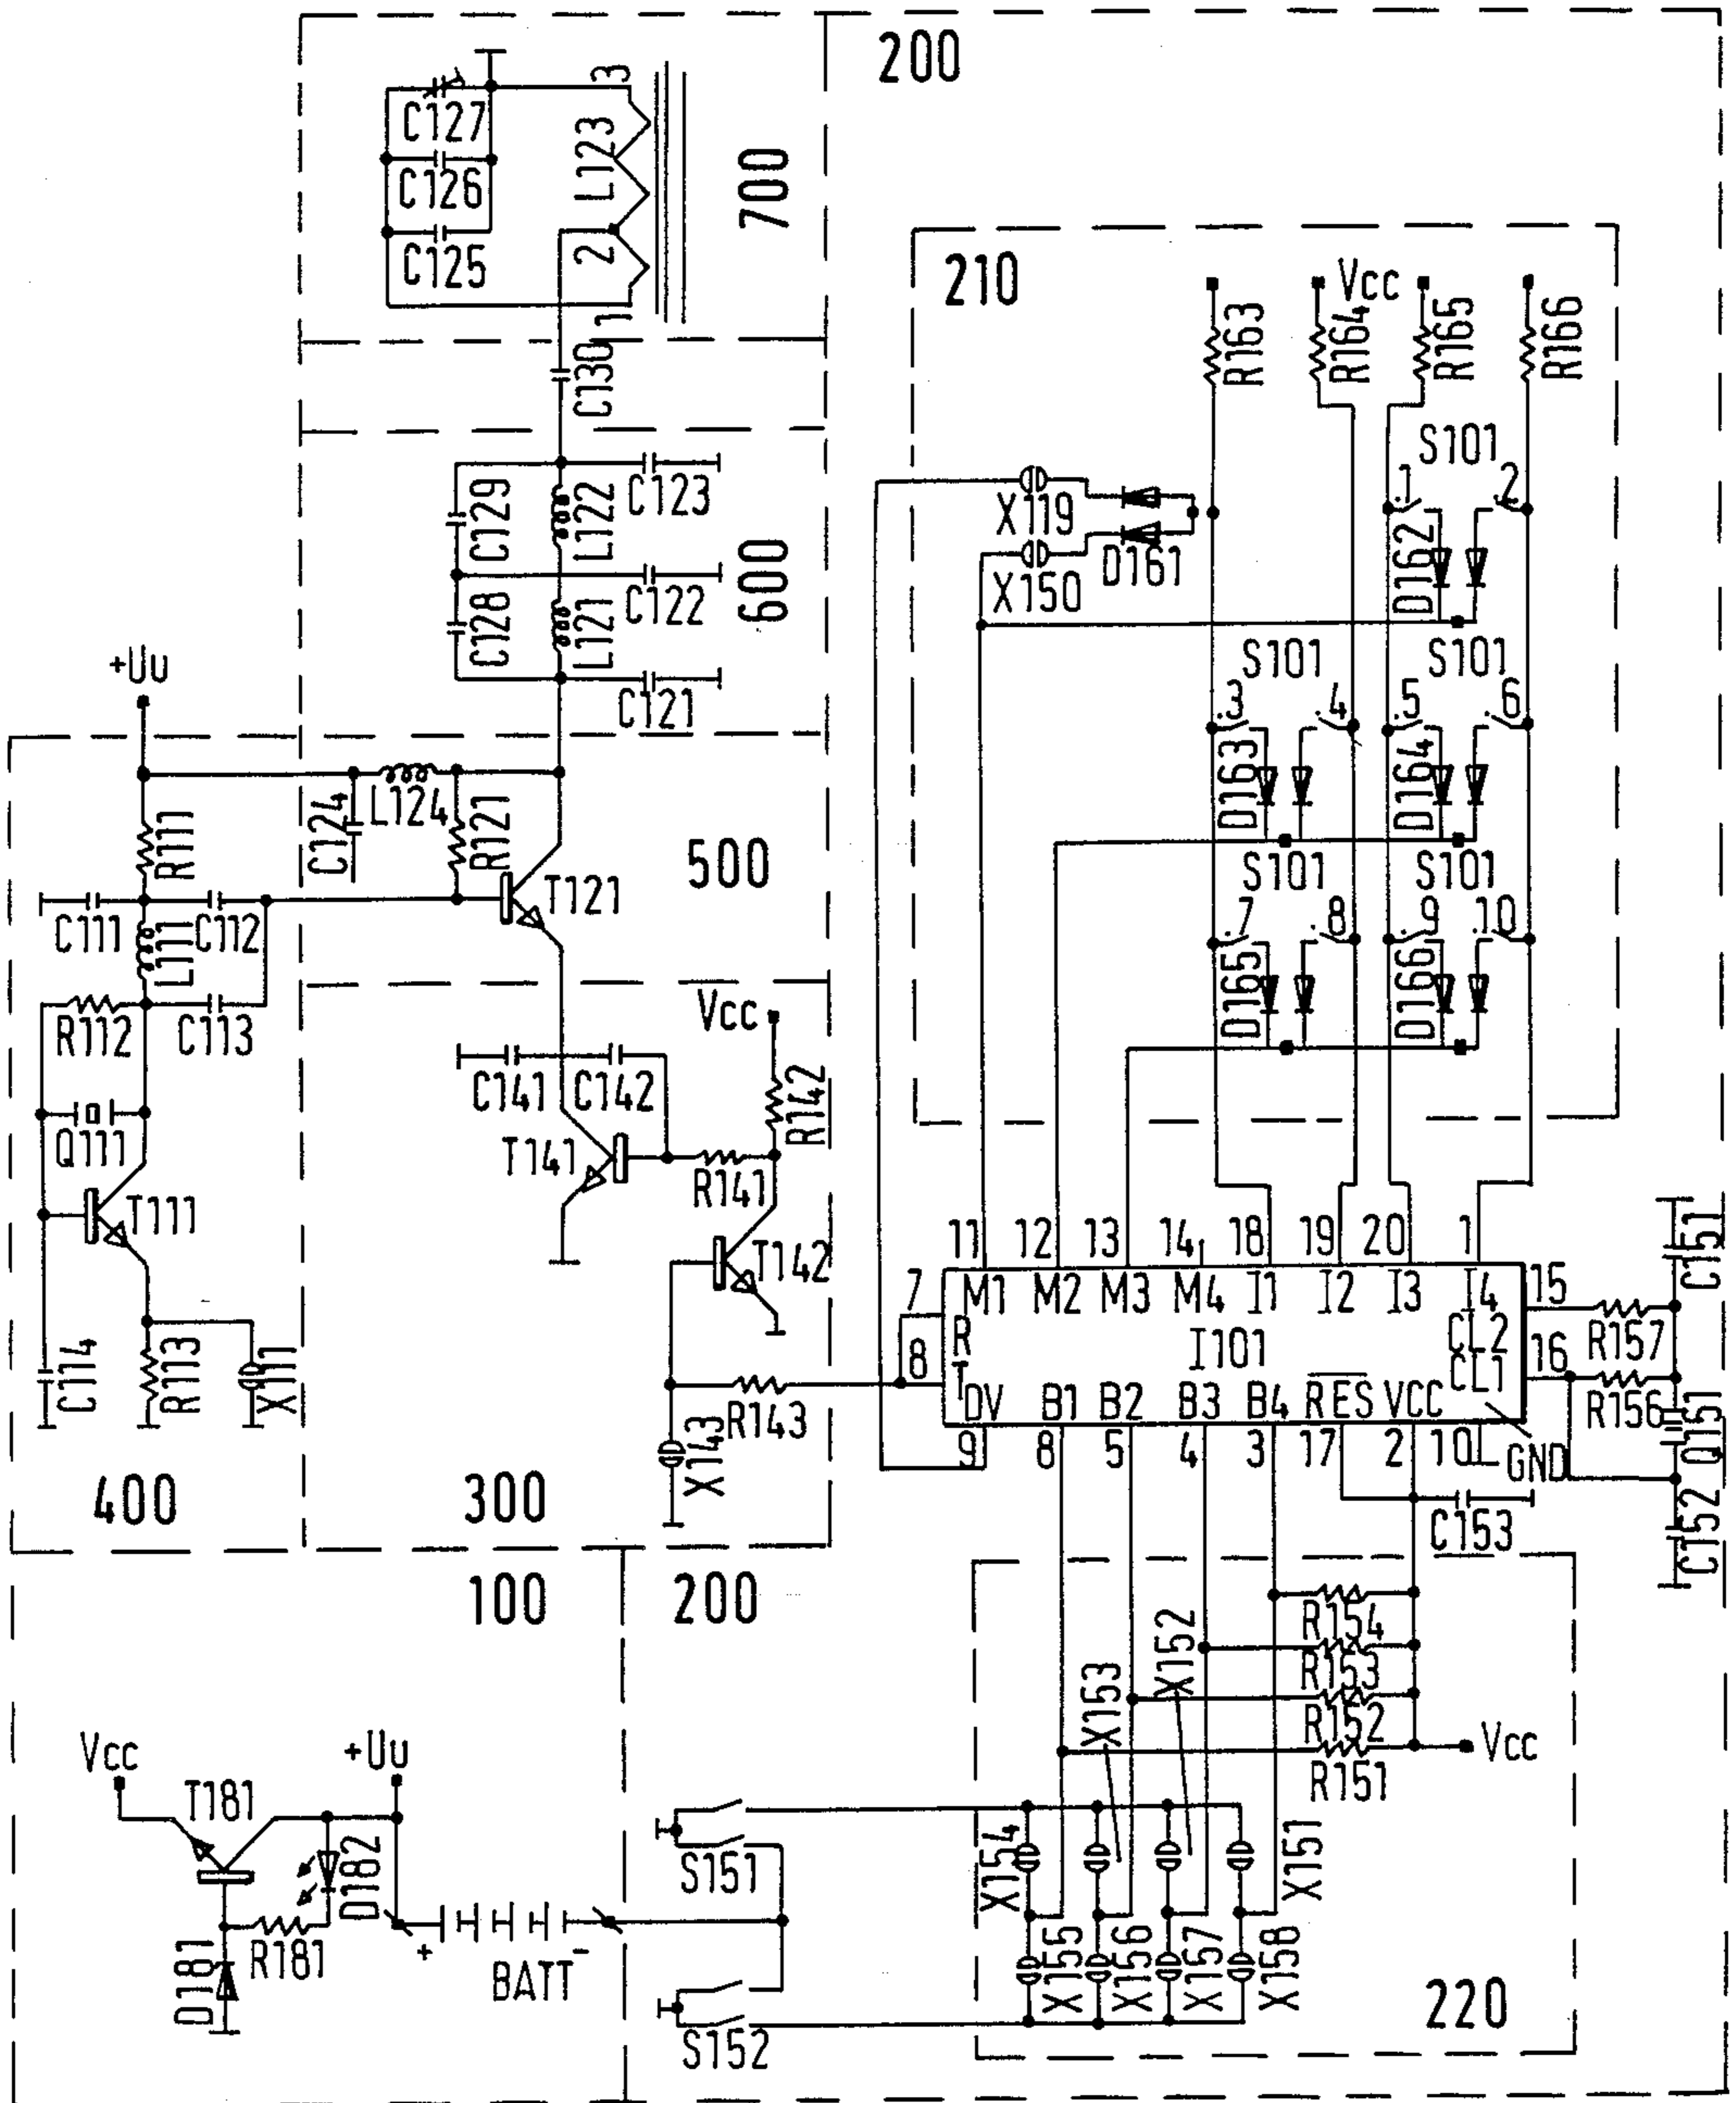 200
C127
C126
C125
3
L123
2
1
700
210
Vcc
R163
R164
R165
R166
C130
S101
.1
.2
X119
X150
D161
D162
C129
L122
C123
C128
L121
C122
C121
600
+Uu
S101
S101
.3
.4
.5
.6
D163
D164
R111
C124
L124
R121
500
S101
S101
C111
L111
C112
T121
.7
.8
.9
.10
D165
D166
R112
C113
Vcc
C141
C142
R142
Q111
T141
R141
T111
T142
11
12
13
14
18
19
20
1
C151
7
M1
M2
M3
M4
I1
I2
I3
I4
15
R
I101
CL2
R157
8
T
CL1
16
R156
DV
B1
B2
B3
B4
RES
VCC
Q151
C114
R113
X111
X143
R143
9
8
5
4
3
17
2
10
GND
400
300
C153
C152
100
200
R154
X152
R153
X153
R152
Vcc
R151
Vcc
+Uu
T181
D182
S151
X154
X151
R181
D181
+
BATT
-
X155
X156
X157
X158
S152
220